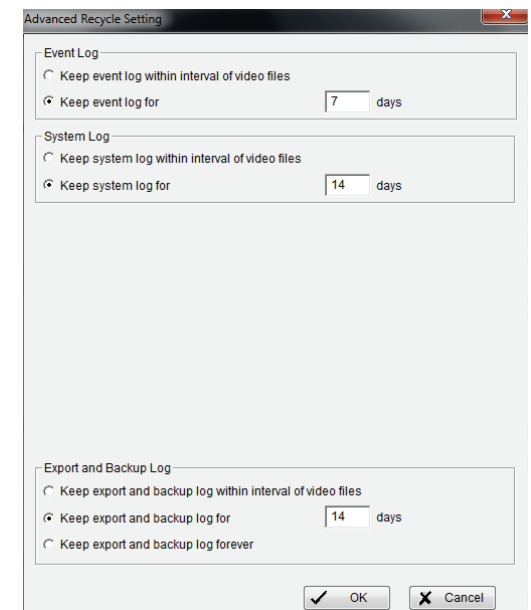 Advanced Recycle Setting
x
Event Log
Keep event log within interval of video files
Keep event log for 7 days
System Log
Keep system log within interval of video files
Keep system log for 14 days
Export and Backup Log
Keep export and backup log within interval of video files
Keep export and backup log for 14 days
Keep export and backup log forever
OK Cancel